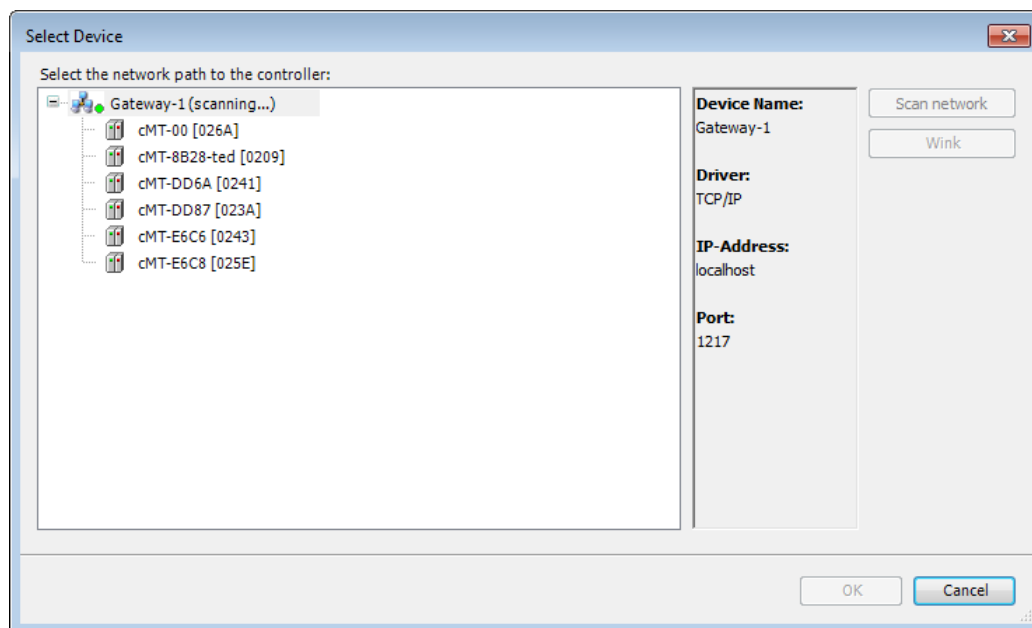 Select Device
Select the network path to the controller:
Gateway-1 (scanning...)
cMT-00 [026A]
cMT-8B28-ted [0209]
cMT-DD6A [0241]
cMT-DD87 [023A]
cMT-E6C6 [0243]
cMT-E6C8 [025E]
Device Name:
Gateway-1
Driver:
TCP/IP
IP-Address:
localhost
Port:
1217
Scan network
Wink
OK
Cancel